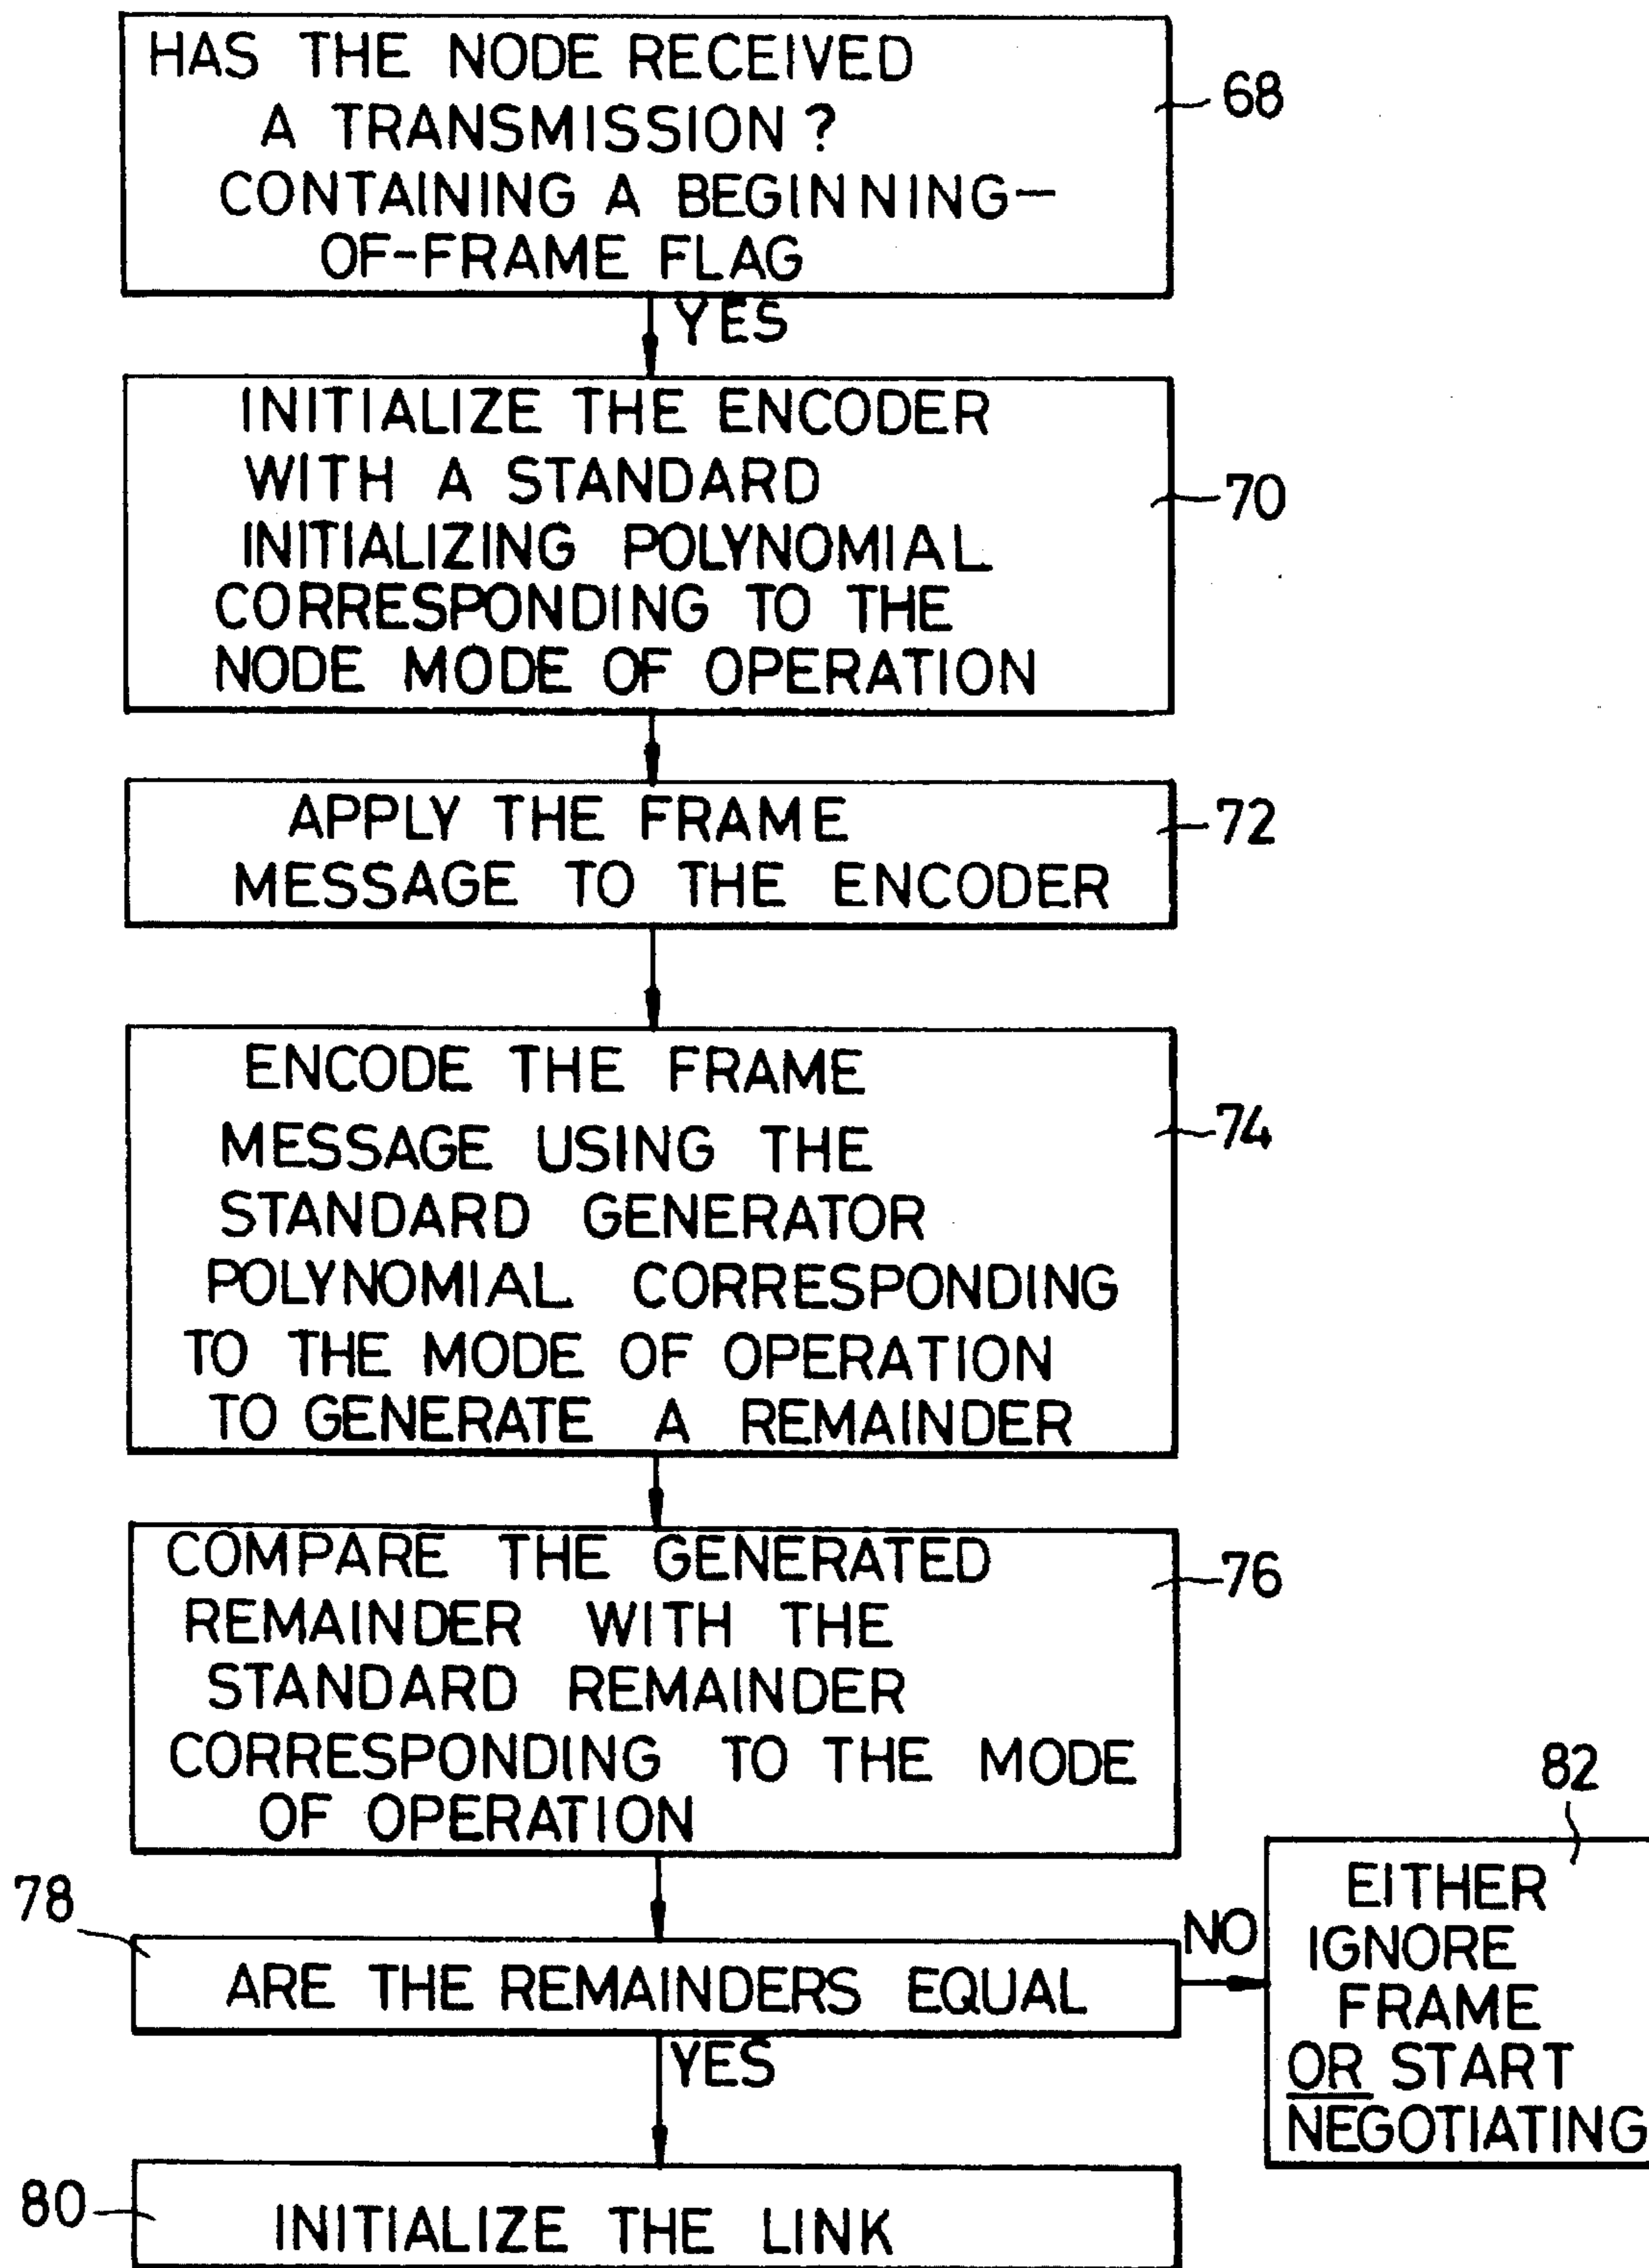 HAS THE NODE RECEIVED
A TRANSMISSION?
CONTAINING A BEGINNING—
OF-FRAME FLAG
68
YES
INITIALIZE THE ENCODER
WITH A STANDARD
INITIALIZING POLYNOMIAL
CORRESPONDING TO THE
NODE MODE OF OPERATION
70
APPLY THE FRAME
MESSAGE TO THE ENCODER
72
ENCODE THE FRAME
MESSAGE USING THE
STANDARD GENERATOR
POLYNOMIAL CORRESPONDING
TO THE MODE OF OPERATION
TO GENERATE A REMAINDER
74
COMPARE THE GENERATED
REMAINDER WITH THE
STANDARD REMAINDER
CORRESPONDING TO THE MODE
OF OPERATION
76
78
ARE THE REMAINDERS EQUAL
NO
82
EITHER
IGNORE
FRAME
OR START
NEGOTIATING
YES
80
INITIALIZE THE LINK